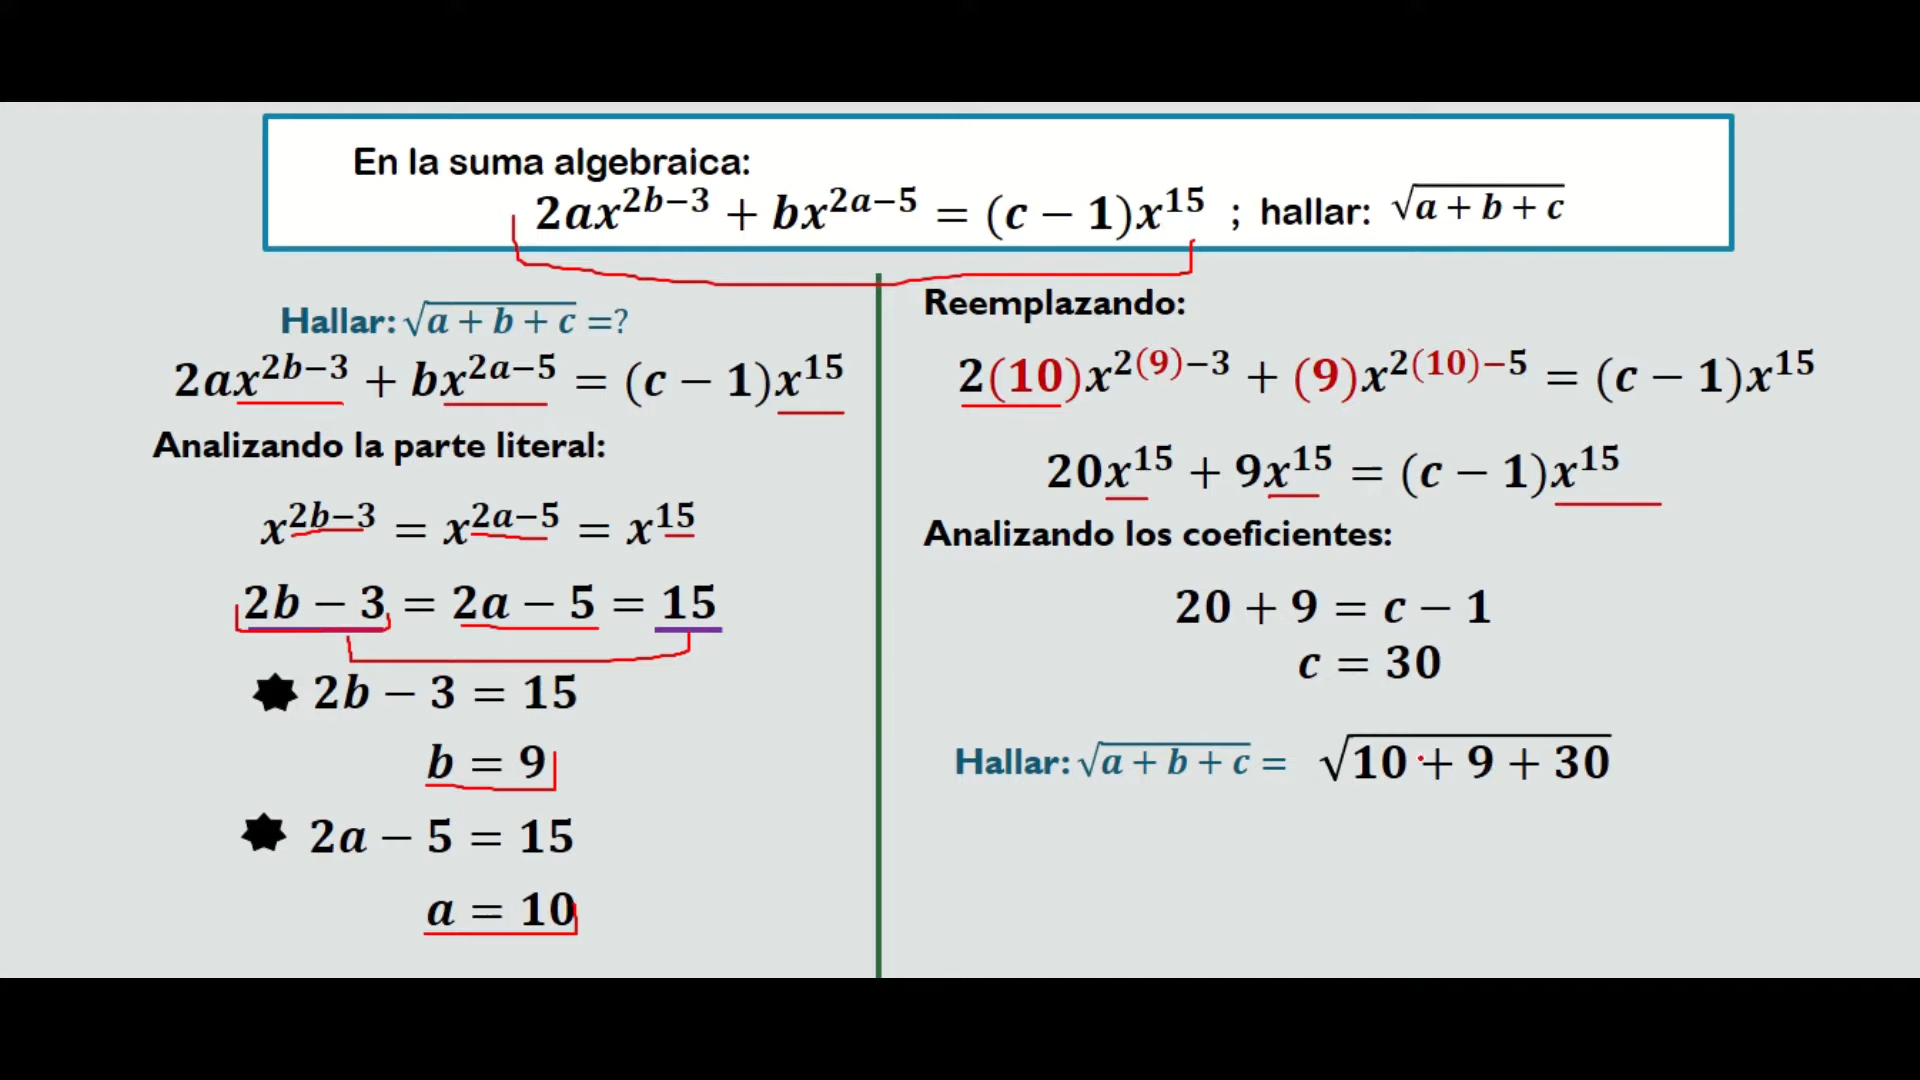 En la suma algebraica:
2ax^{2b−3} + bx^{2a−5} = (c − 1)x^{15} ; hallar: √(a + b + c)
Hallar: √(a + b + c) =?
2ax^{2b−3} + bx^{2a−5} = (c − 1)x^{15}
Analizando la parte literal:
x^{2b−3} = x^{2a−5} = x^{15}
2b − 3 = 2a − 5 = 15
2b − 3 = 15
b = 9
2a − 5 = 15
a = 10
Reemplazando:
2(10)x^{2(9)−3} + (9)x^{2(10)−5} = (c − 1)x^{15}
20x^{15} + 9x^{15} = (c − 1)x^{15}
Analizando los coeficientes:
20 + 9 = c − 1
c = 30
Hallar: √(a + b + c) = √(10 + 9 + 30)